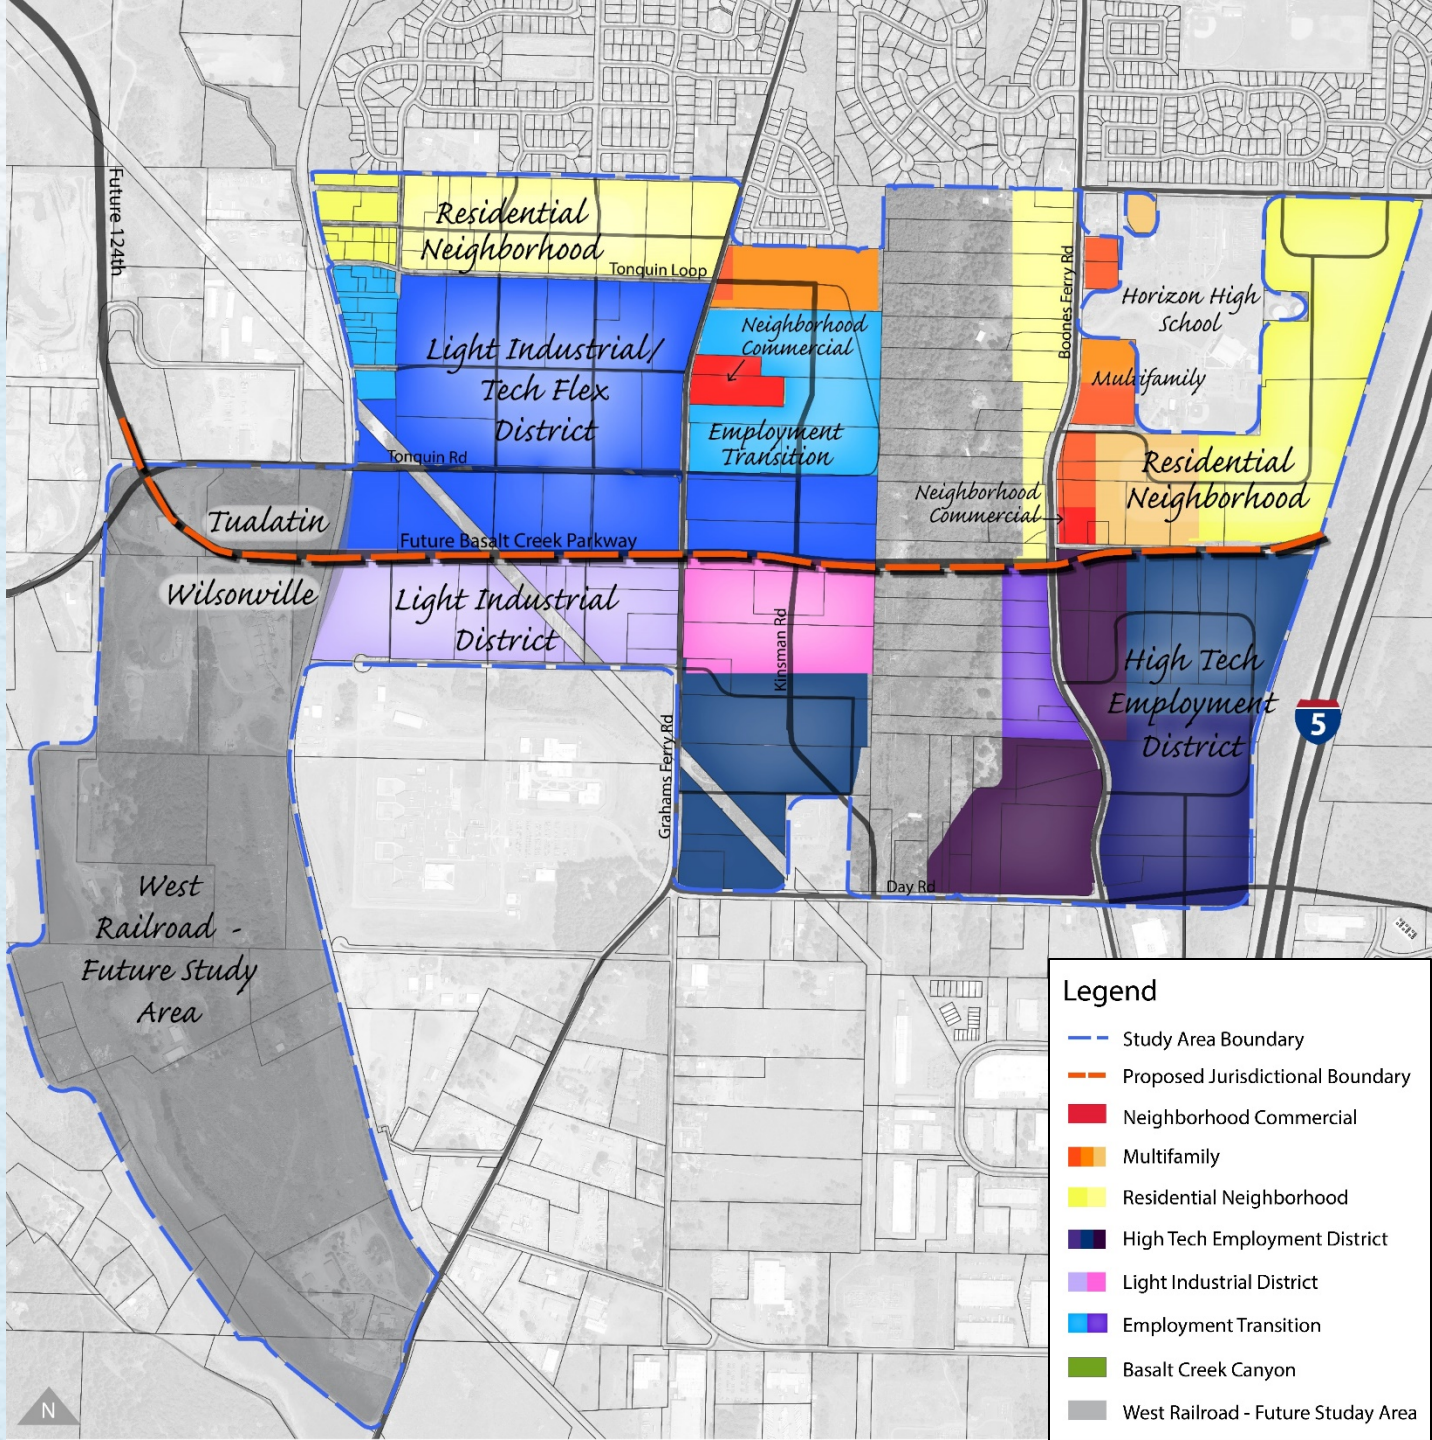 Future 124th
Residential
Neighborhood
Tonquin Loop
Boones Ferry Rd
Horizon High
School
Neighborhood
Commercial
Light Industrial/
Tech Flex
District
Multifamily
Employment
Transition
Tonquin Rd
Residential
Neighborhood
Neighborhood
Commercial
Tualatin
Future Basalt Creek Parkway
Wilsonville
Light Industrial
District
Kinsman Rd
High Tech
Employment
District
5
Grahams Ferry Rd
West
Railroad -
Future Study
Area
Day Rd
Legend
Study Area Boundary
Proposed Jurisdictional Boundary
Neighborhood Commercial
Multifamily
Residential Neighborhood
High Tech Employment District
Light Industrial District
Employment Transition
Basalt Creek Canyon
West Railroad - Future Studay Area
N